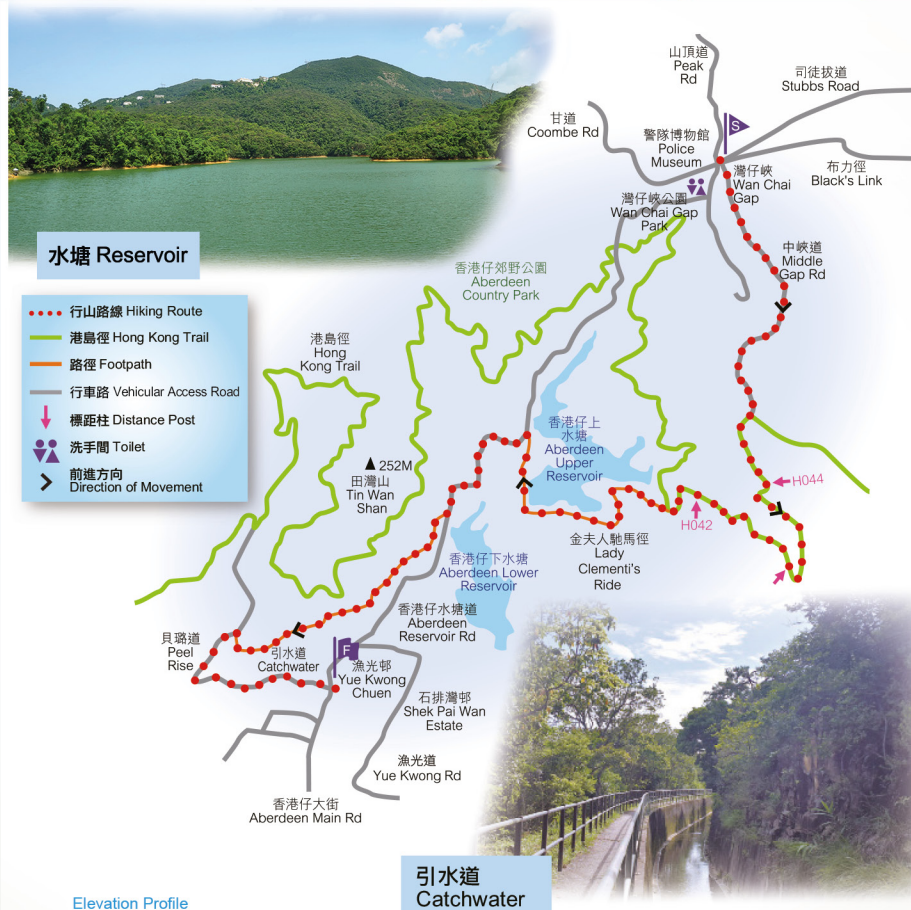 山頂道
Peak
Rd
司徒拔道
Stubbs Road
甘道
Coombe Rd
警隊博物館
Police
Museum
S
灣仔峽
Wan Chai
Gap
布力徑
Black's Link
灣仔峽公園
Wan Chai Gap
Park
水塘 Reservoir
中峽道
Middle
Gap Rd
香港仔郊野公園
Aberdeen
Country Park
行山路線 Hiking Route
港島徑 Hong Kong Trail
路徑 Footpath
行車路 Vehicular Access Road
標距柱 Distance Post
洗手間 Toilet
前進方向
Direction of Movement
港島徑
Hong
Kong Trail
252M
田灣山
Tin Wan
Shan
香港仔上
水塘
Aberdeen
Upper
Reservoir
H044
H042
金夫人馳馬徑
Lady
Clementi's
Ride
香港仔下水塘
Aberdeen Lower
Reservoir
香港仔水塘道
Aberdeen
Reservoir Rd
貝璐道
Peel
Rise
引水道
Catchwater
F
漁光邨
Yue Kwong
Chuen
石排灣邨
Shek Pai Wan
Estate
漁光道
Yue Kwong Rd
香港仔大街
Aberdeen Main Rd
引水道
Catchwater
Elevation Profile